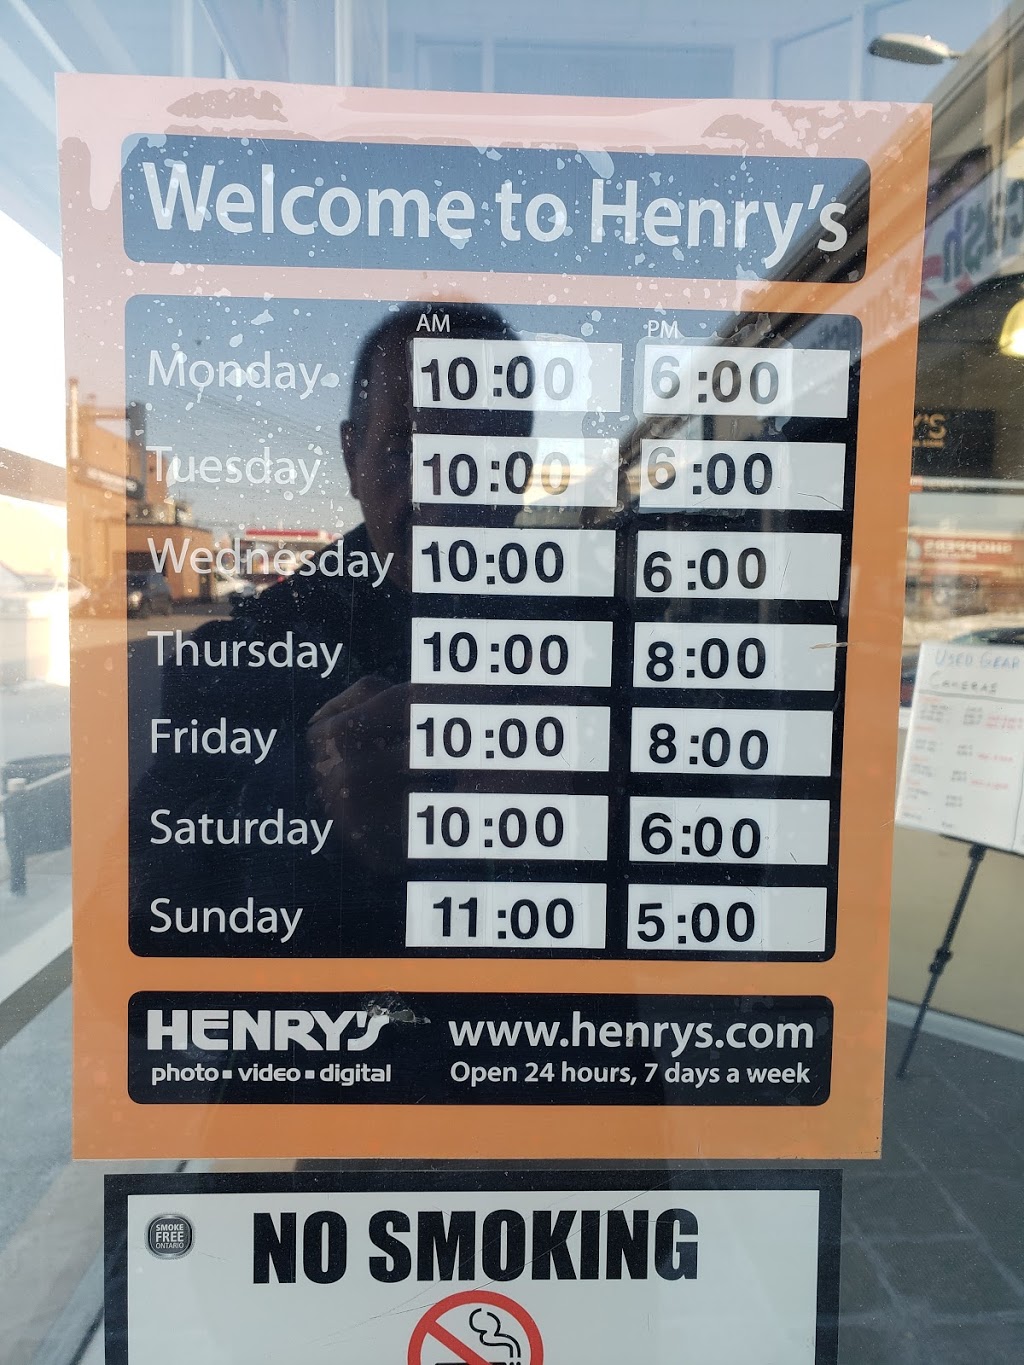 Welcome to Henry's
AM PM
Monday 10:00 6:00
Tuesday 10:00 6:00
Wednesday 10:00 6:00
Thursday 10:00 8:00
Friday 10:00 8:00
Saturday 10:00 6:00
Sunday 11:00 5:00
HENRY'S www.henrys.com
photo▪video▪digital Open 24 hours, 7 days a week
SMOKE
FREE
ONTARIO
NO SMOKING
USED GEAR
CAMERAS
Y'S
SHOPPERS